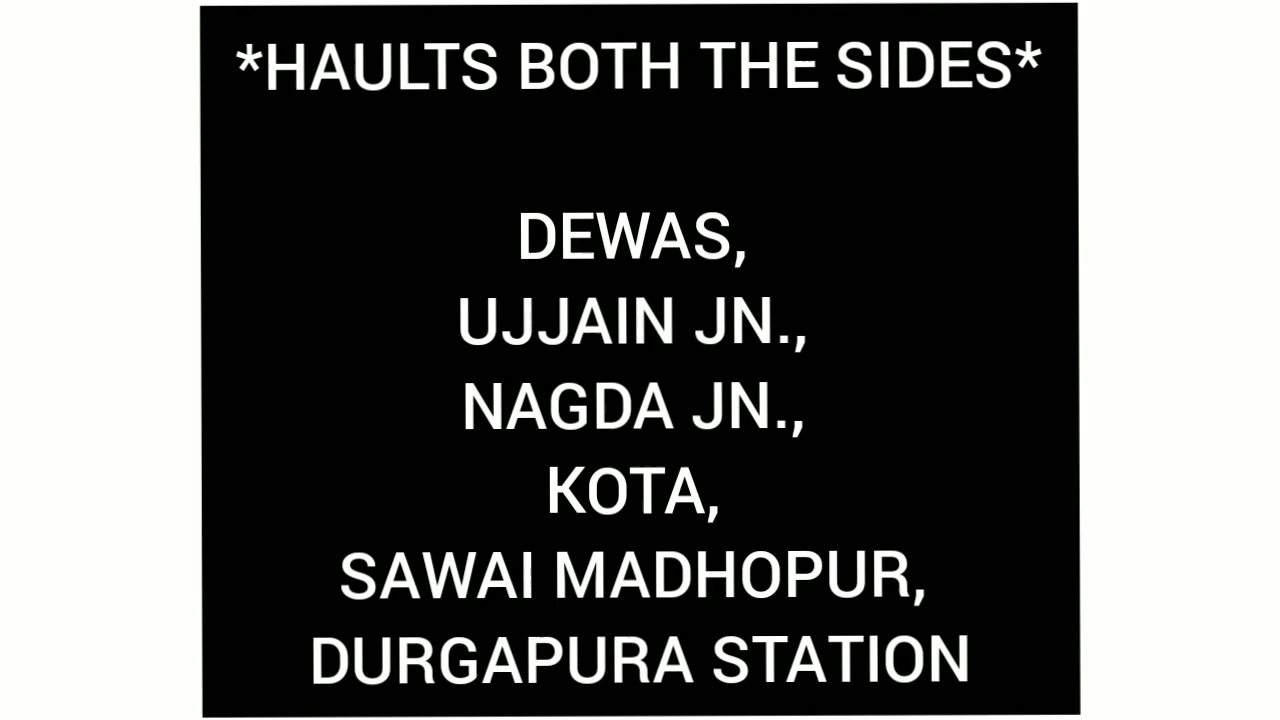 *HAULTS BOTH THE SIDES*
DEWAS,
UJJAIN JN.,
NAGDA JN.,
KOTA,
SAWAI MADHOPUR,
DURGAPURA STATION